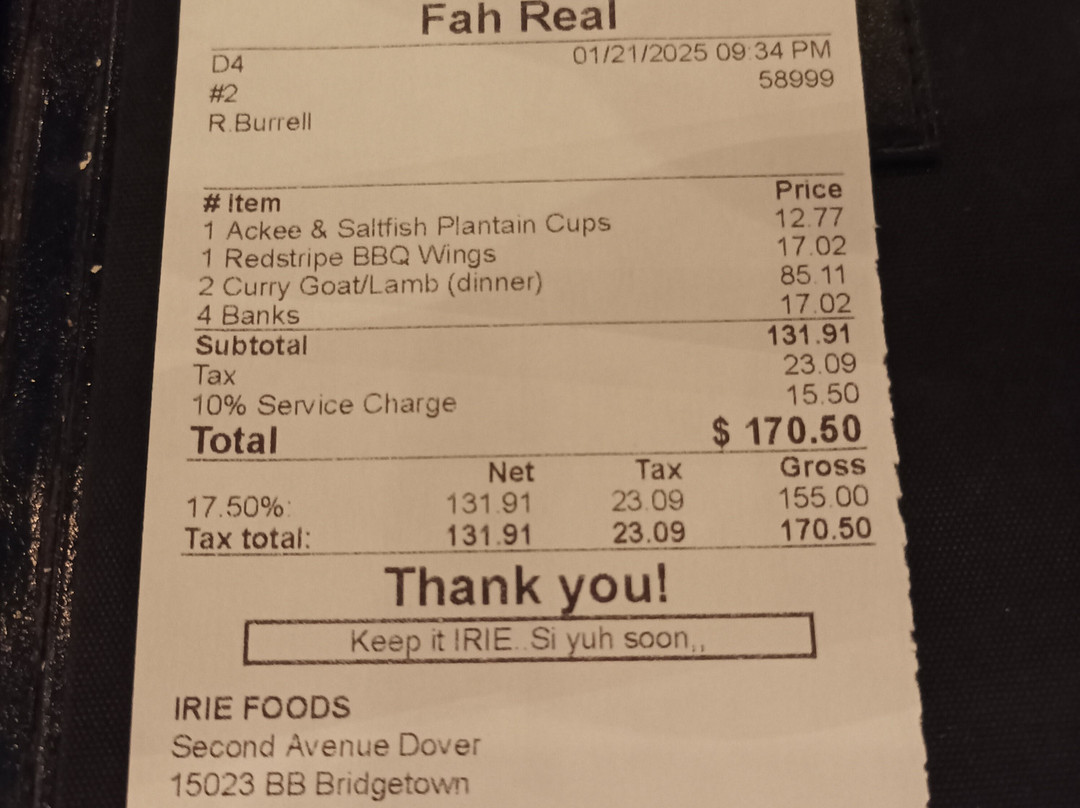 Fah Real
D4 01/21/2025 09:34 PM
#2 58999
R.Burrell
# Item Price
1 Ackee & Saltfish Plantain Cups 12.77
1 Redstripe BBQ Wings 17.02
2 Curry Goat/Lamb (dinner) 85.11
4 Banks 17.02
Subtotal 131.91
Tax 23.09
10% Service Charge 15.50
Total $ 170.50
Net Tax Gross
17.50%: 131.91 23.09 155.00
Tax total: 131.91 23.09 170.50
Thank you!
Keep it IRIE..Si yuh soon,,
IRIE FOODS
Second Avenue Dover
15023 BB Bridgetown